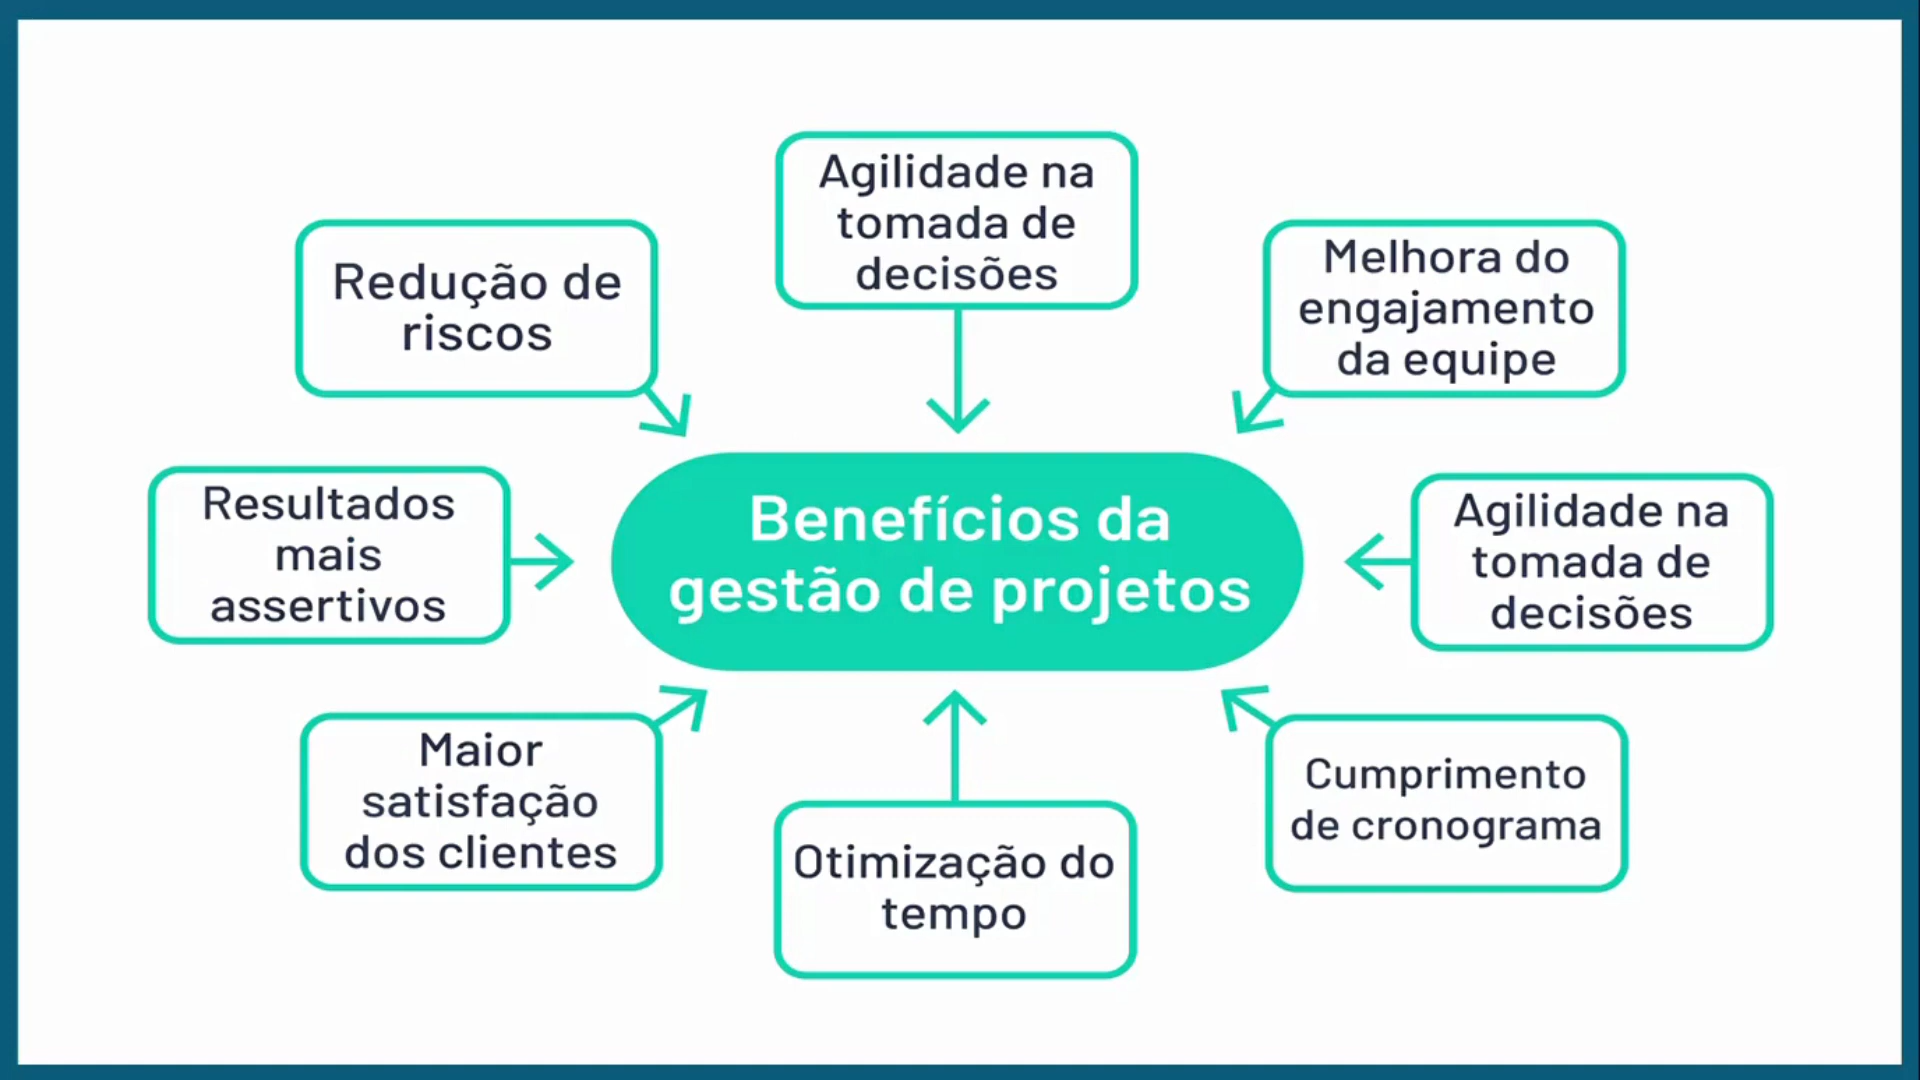 Agilidade na
tomada de
decisões
Redução de
riscos
Melhora do
engajamento
da equipe
Resultados
mais
assertivos
Benefícios da
gestão de projetos
Agilidade na
tomada de
decisões
Maior
satisfação
dos clientes
Otimização do
tempo
Cumprimento
de cronograma